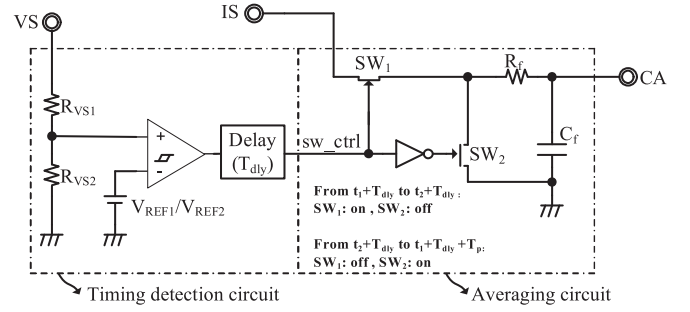 VS
IS
SW1
Rf
CA
RVS1
+
-
Delay
(Tdly)
sw_ctrl
SW2
Cf
RVS2
VREF1/VREF2
From t1+Tdly to t2+Tdly :
SW1: on , SW2: off
From t2+Tdly to t1+Tdly +Tp:
SW1: off , SW2: on
Timing detection circuit
Averaging circuit